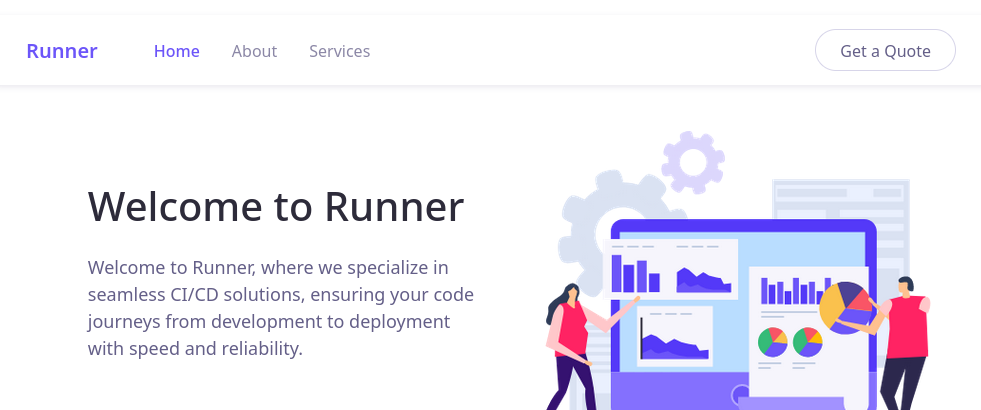 Runner
Home About Services
Get a Quote
Welcome to Runner
Welcome to Runner, where we specialize in
seamless CI/CD solutions, ensuring your code
journeys from development to deployment
with speed and reliability.